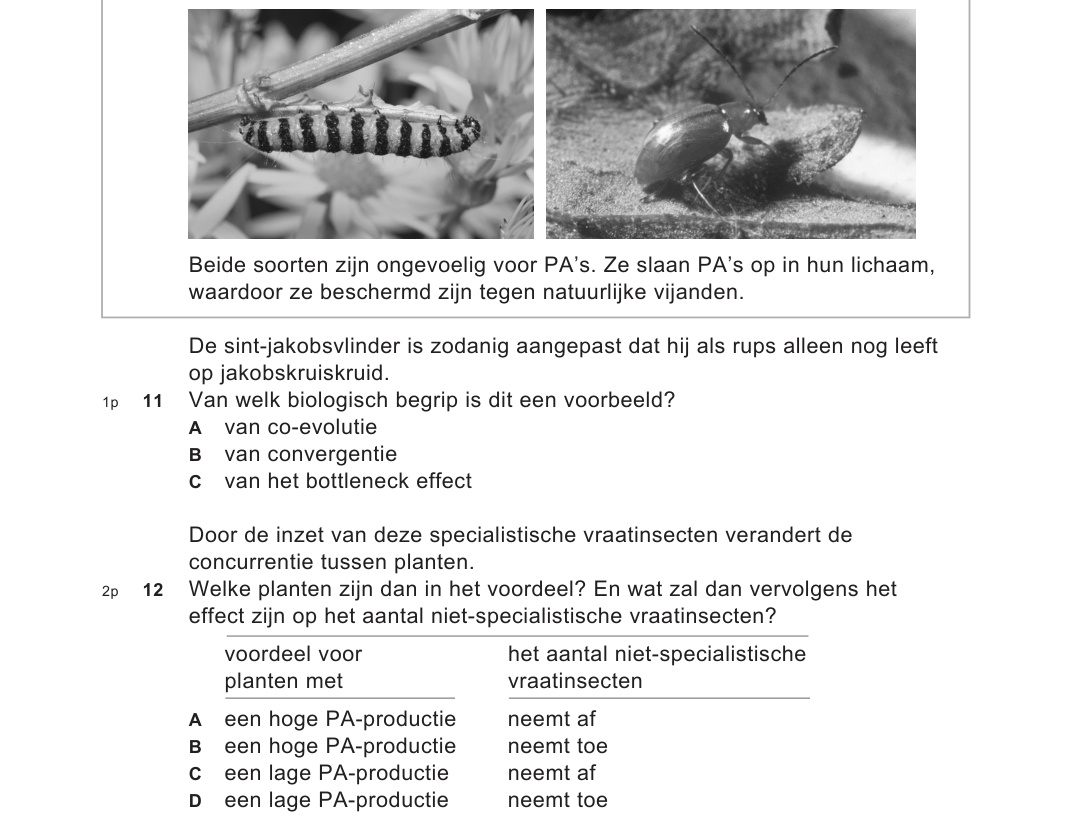 Beide soorten zijn ongevoelig voor PA's. Ze slaan PA's op in hun lichaam,
waardoor ze beschermd zijn tegen natuurlijke vijanden.
De sint-jakobsvlinder is zodanig aangepast dat hij als rups alleen nog leeft
op jakobskruiskruid.
1p 11 Van welk biologisch begrip is dit een voorbeeld?
A van co-evolutie
B van convergentie
C van het bottleneck effect
Door de inzet van deze specialistische vraatinsecten verandert de
concurrentie tussen planten.
2p 12 Welke planten zijn dan in het voordeel? En wat zal dan vervolgens het
effect zijn op het aantal niet-specialistische vraatinsecten?
voordeel voor het aantal niet-specialistische
planten met vraatinsecten
A een hoge PA-productie neemt af
B een hoge PA-productie neemt toe
C een lage PA-productie neemt af
D een lage PA-productie neemt toe